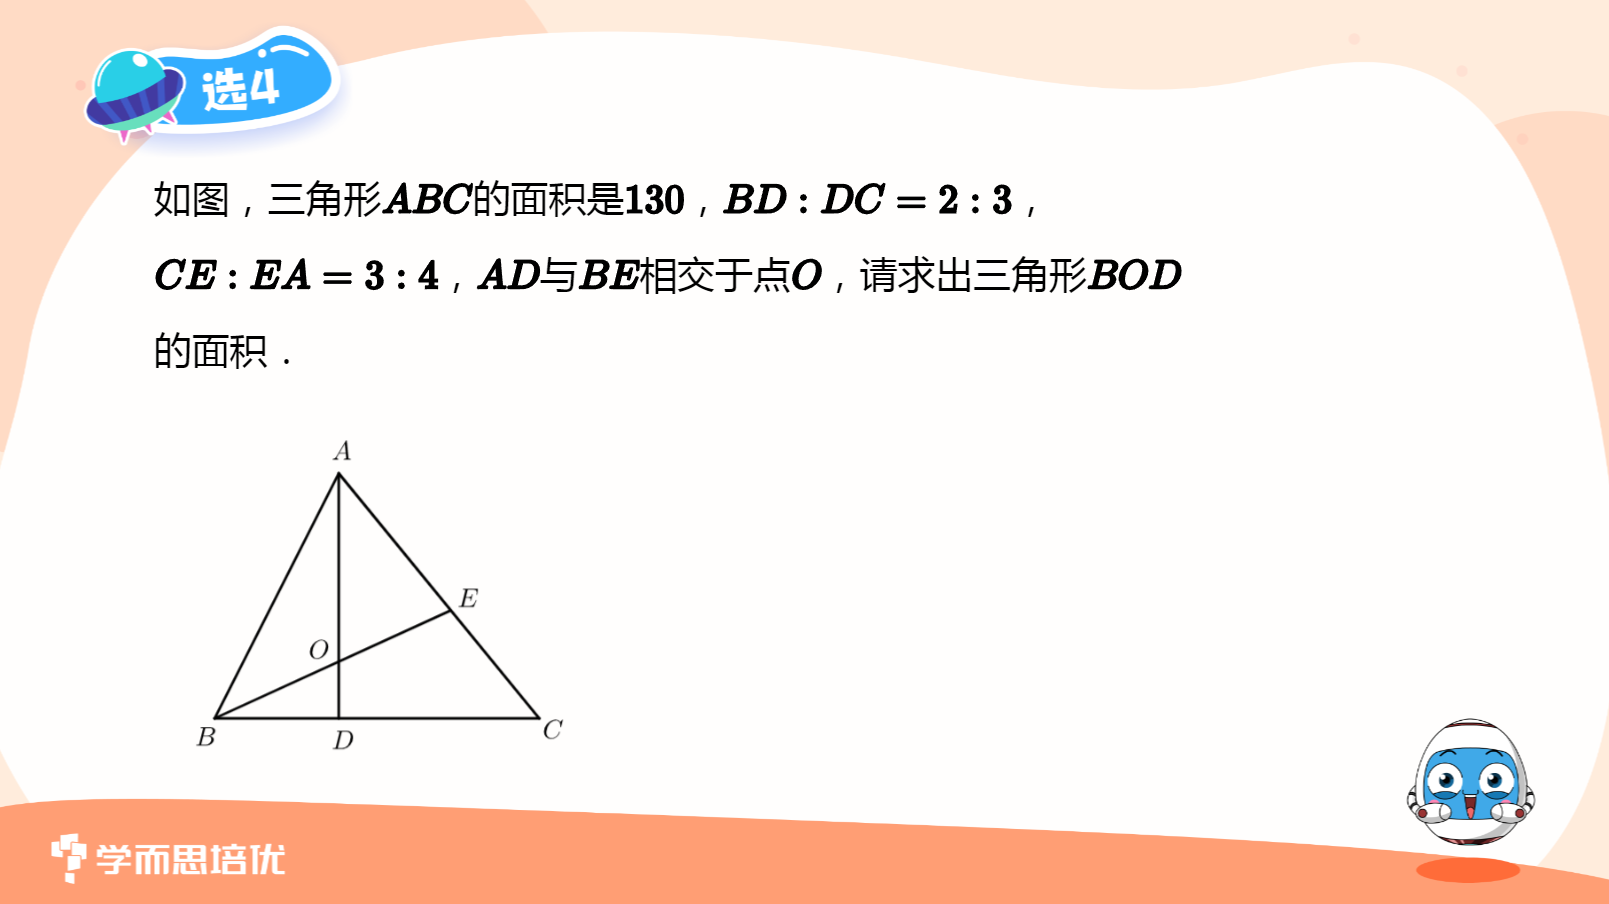 选4
如图，三角形ABC的面积是130，BD:DC=2:3，
CE:EA=3:4，AD与BE相交于点O，请求出三角形BOD
的面积．
A
E
O
B
D
C
学而思培优